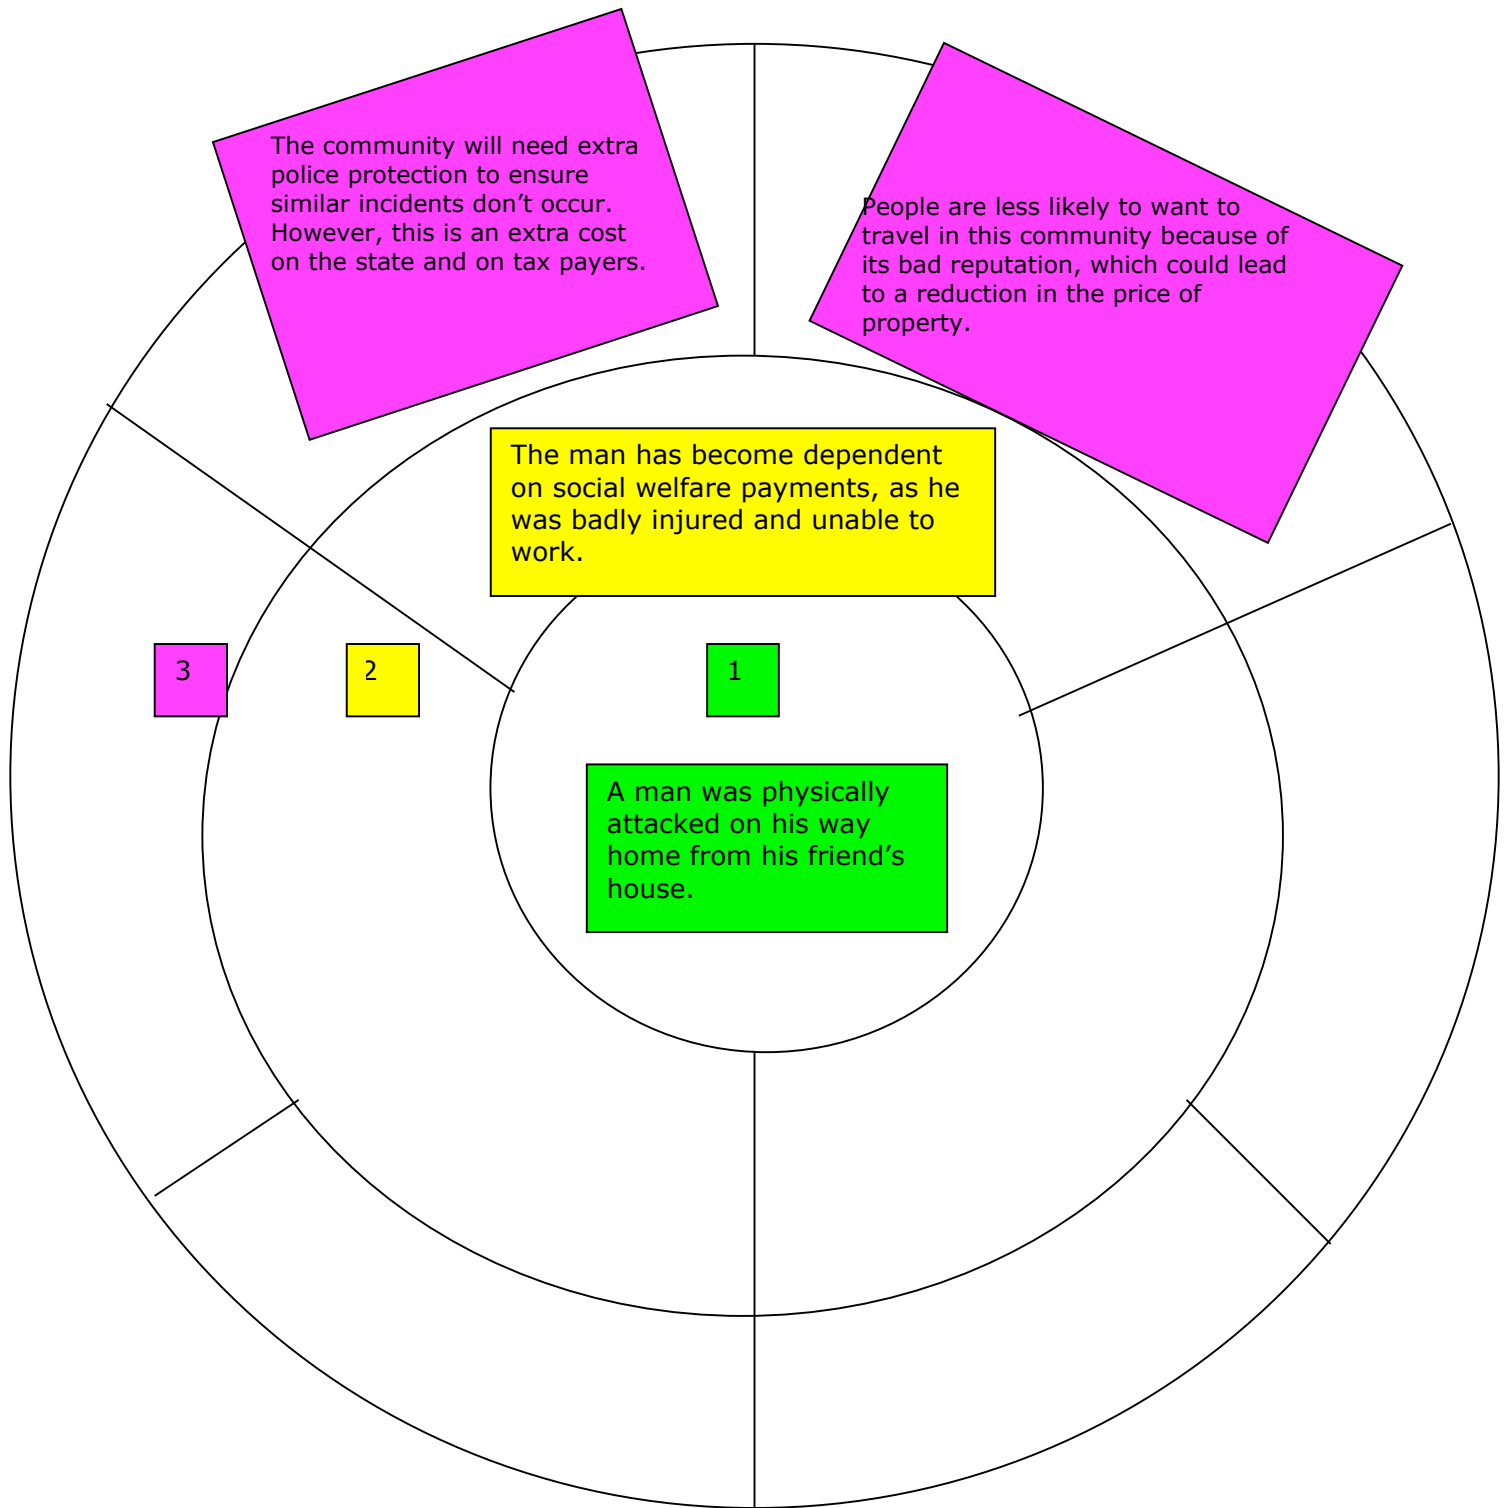 The community will need extra
police protection to ensure
similar incidents don’t occur.
However, this is an extra cost
on the state and on tax payers.
People are less likely to want to
travel in this community because of
its bad reputation, which could lead
to a reduction in the price of
property.
The man has become dependent
on social welfare payments, as he
was badly injured and unable to
work.
3
2
1
A man was physically
attacked on his way
home from his friend’s
house.